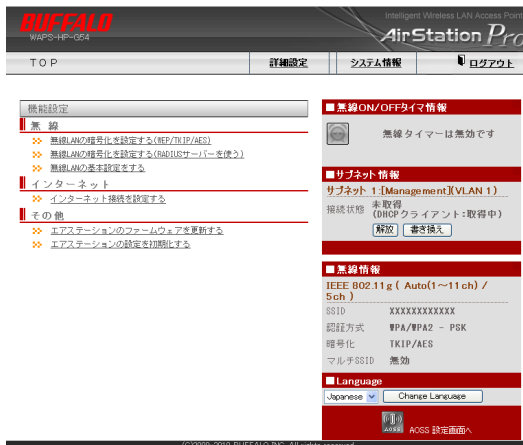 BUFFALO
WAPS-HP-G54
Intelligent Wireless LAN Access Point
AirStation Pro
TOP
詳細設定
システム情報
ログアウト
機能設定
無 線
無線LANの暗号化を設定する(WEP/TKIP/AES)
無線LANの暗号化を設定する(RADIUSサーバーを使う)
無線LANの基本設定をする
インターネット
インターネット接続を設定する
その他
エアステーションのファームウェアを更新する
エアステーションの設定を初期化する
■無線ON/OFFタイマ情報
無線タイマーは無効です
■サブネット情報
サブネット 1:[Management](VLAN 1)
接続状態 未取得
(DHCPクライアント:取得中)
解放 書き換え
■無線情報
IEEE 802.11g ( Auto(1～11ch) /
5ch )
SSID XXXXXXXXXXXX
認証方式 WPA/WPA2 - PSK
暗号化 TKIP/AES
マルチSSID 無効
■Language
Japanese Change Language
AOSS AOSS 設定画面へ
(C)2000-2010 BUFFALO INC. All rights reserved.